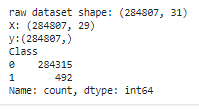 raw dataset shape: (284807, 31)
X: (284807, 29)
y:(284807,)
Class
0    284315
1       492
Name: count, dtype: int64